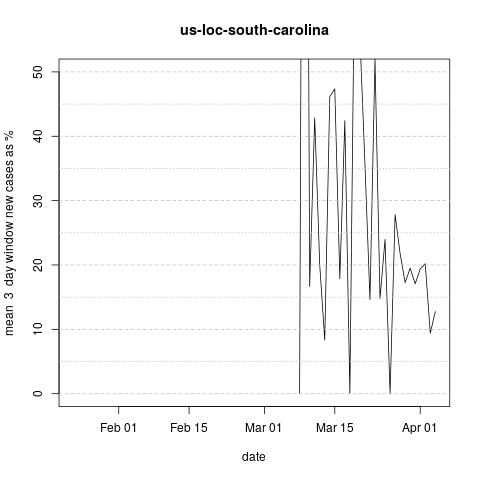 us-loc-south-carolina
mean  3  day window new cases as %
50
40
30
20
10
0
Feb 01 Feb 15 Mar 01 Mar 15 Apr 01
date